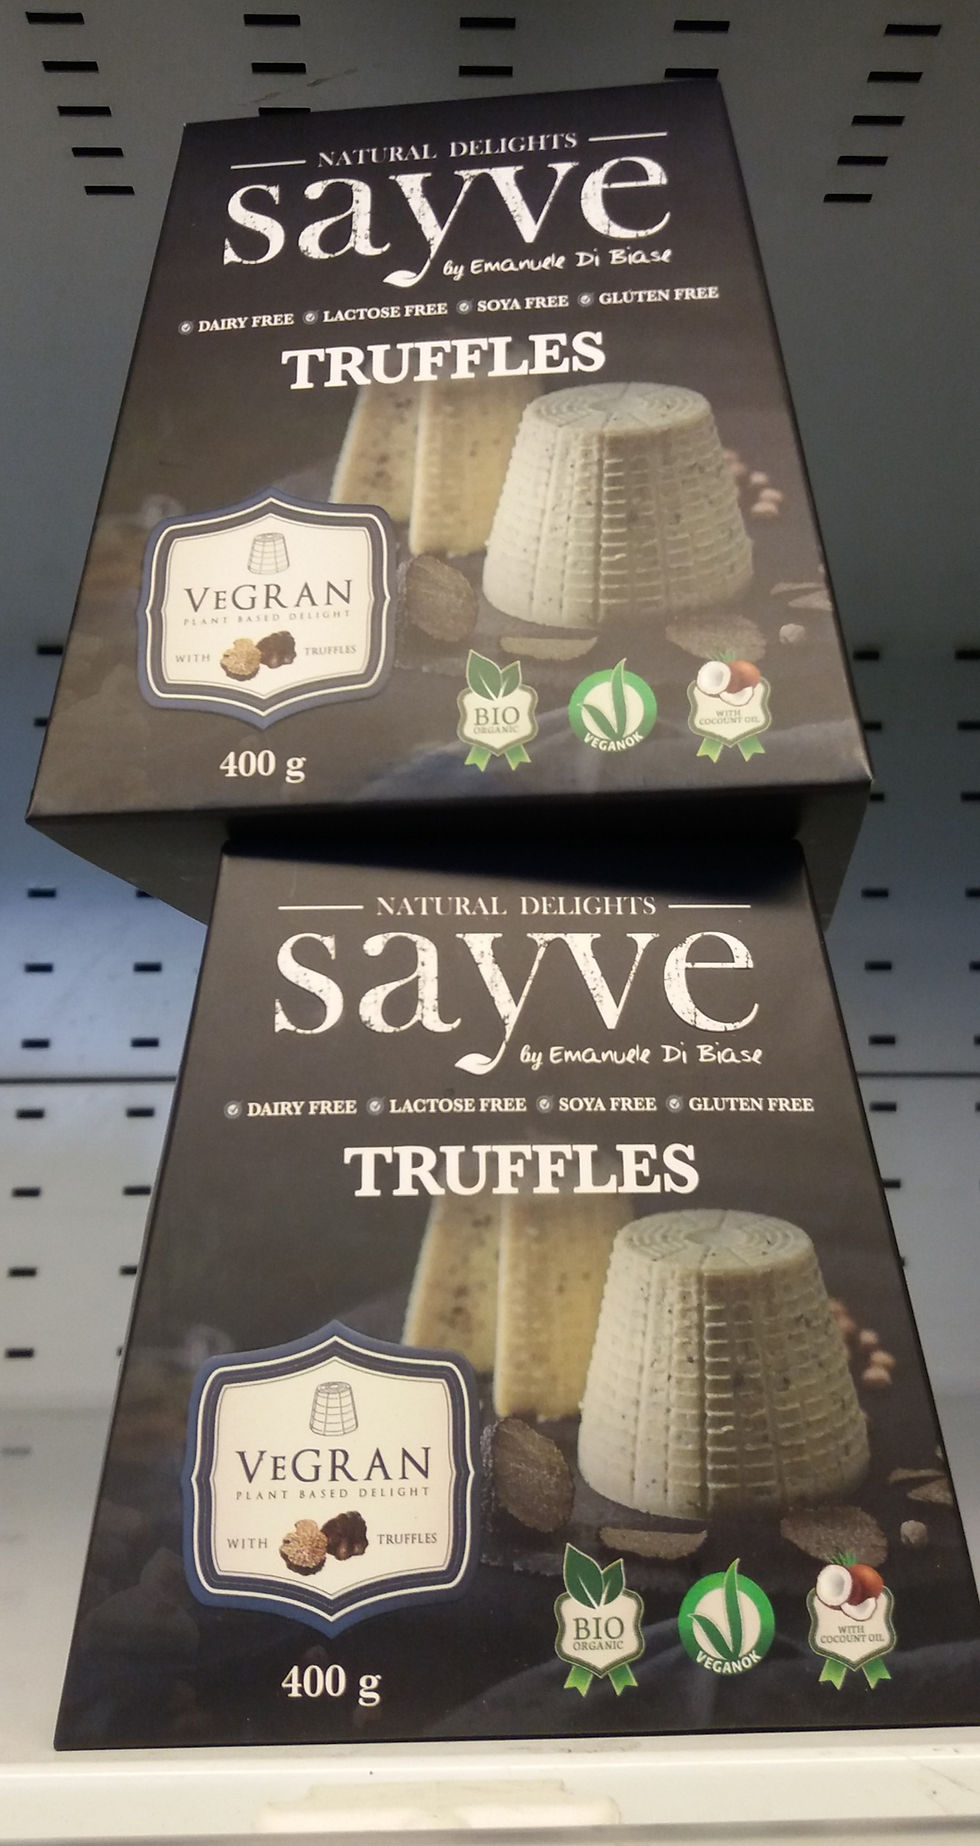 NATURAL DELIGHTS
sayve
by Emanuele Di Biase
DAIRY FREE LACTOSE FREE SOYA FREE GLUTEN FREE
TRUFFLES
VEGRAN
PLANT BASED DELIGHT
WITH TRUFFLES
BIO
ORGANIC
VEGANOK
WITH
COCOUNT OIL
400 g
NATURAL DELIGHTS
sayve
by Emanuele Di Biase
DAIRY FREE LACTOSE FREE SOYA FREE GLUTEN FREE
TRUFFLES
VEGRAN
PLANT BASED DELIGHT
WITH TRUFFLES
BIO
ORGANIC
VEGANOK
WITH
COCOUNT OIL
400 g